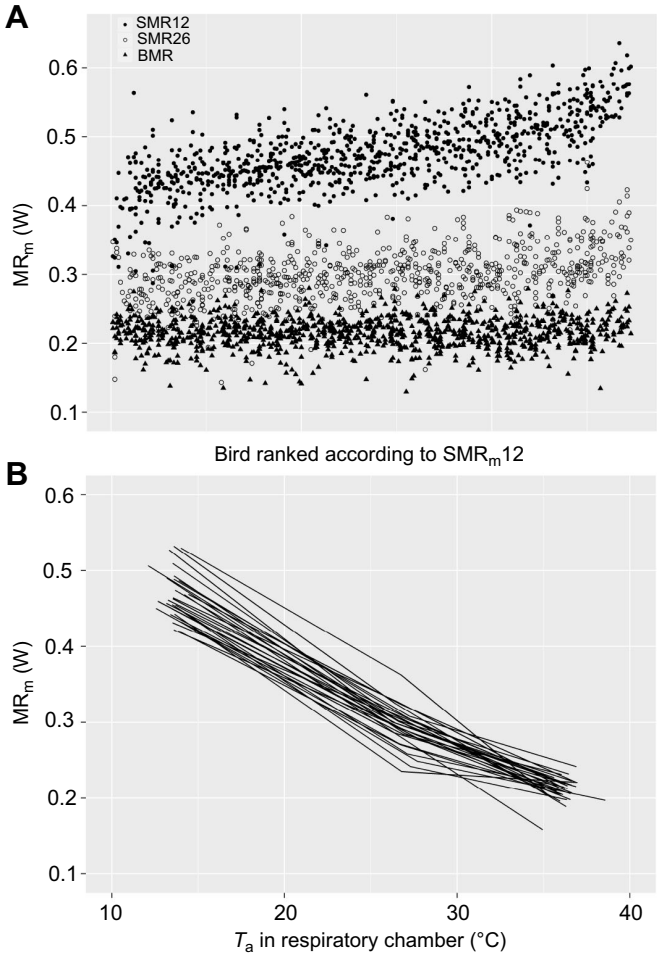 A
SMR12
SMR26
BMR
0.6
0.5
0.4
0.3
0.2
0.1
MRm (W)
Bird ranked according to SMRm12
B
0.6
0.5
0.4
0.3
0.2
0.1
MRm (W)
10 20 30 40
Ta in respiratory chamber (°C)